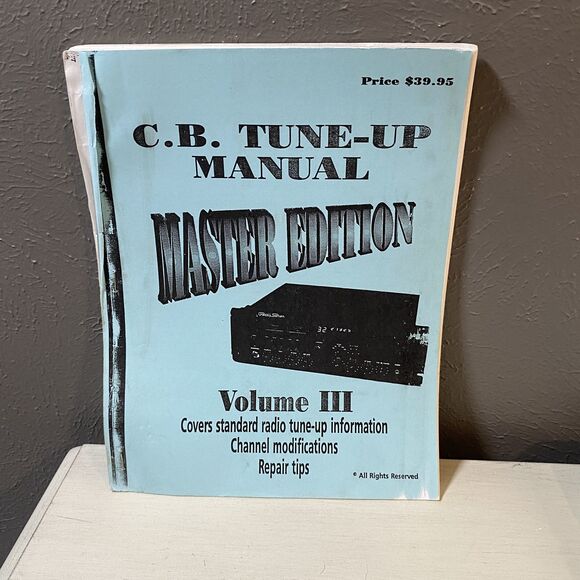 Price $39.95
C.B. TUNE-UP
MANUAL
MASTER EDITION
Volume III
Covers standard radio tune-up information
Channel modifications
Repair tips
© All Rights Reserved